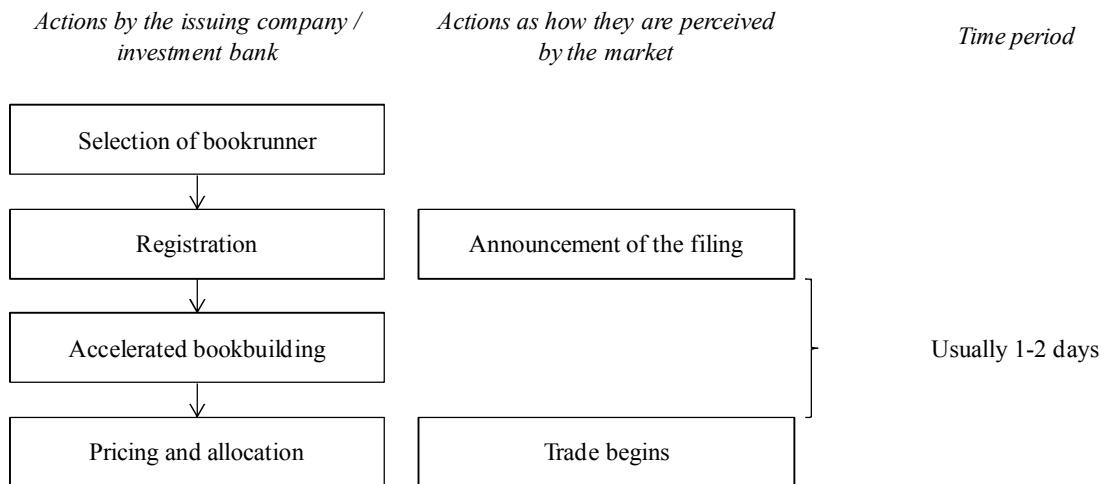 Actions by the issuing company /
investment bank
Actions as how they are perceived
by the market
Time period
Selection of bookrunner
Registration
Announcement of the filing
Accelerated bookbuilding
Usually 1-2 days
Pricing and allocation
Trade begins